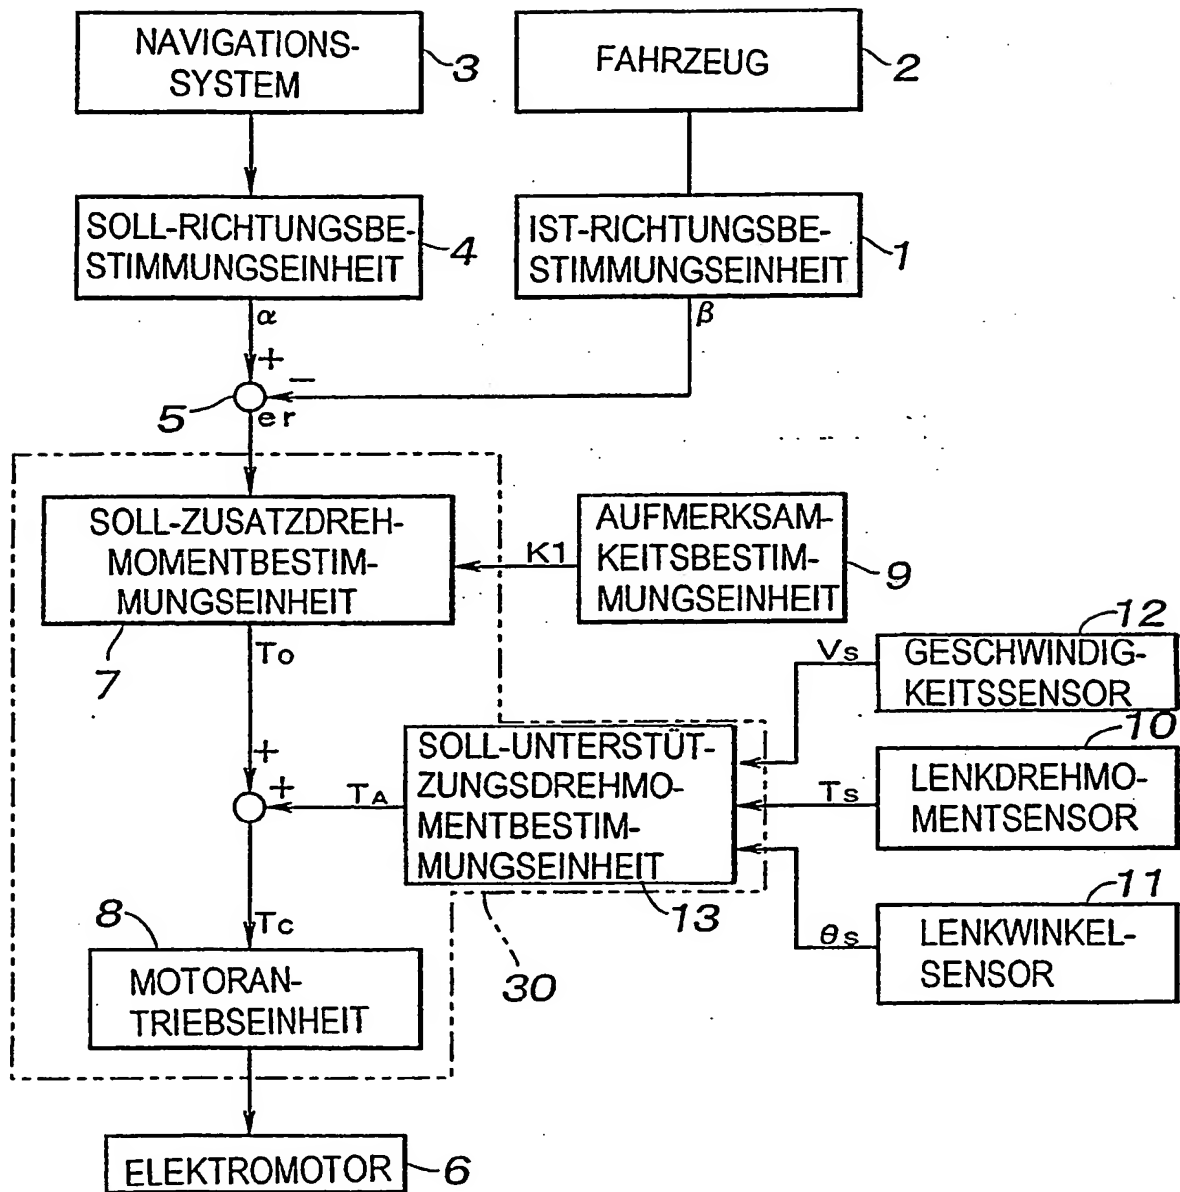 NAVIGATIONS-
SYSTEM
3
FAHRZEUG
2
SOLL-RICHTUNGSBE-
STIMMUNGSEINHEIT
4
IST-RICHTUNGSBE-
STIMMUNGSEINHEIT
1
α
β
+
−
5
er
SOLL-ZUSATZDREH-
MOMENTBESTIM-
MUNGSEINHEIT
7
K1
AUFMERKSAM-
KEITSBESTIM-
MUNGSEINHEIT
9
To
12
Vs
GESCHWINDIG-
KEITSSENSOR
10
+
+
TA
SOLL-UNTERSTÜT-
ZUNGSDREHMO-
MENTBESTIM-
MUNGSEINHEIT
13
Ts
LENKDREHMO-
MENTSENSOR
11
θs
LENKWINKEL-
SENSOR
30
8
Tc
MOTORAN-
TRIEBSEINHEIT
ELEKTROMOTOR
6